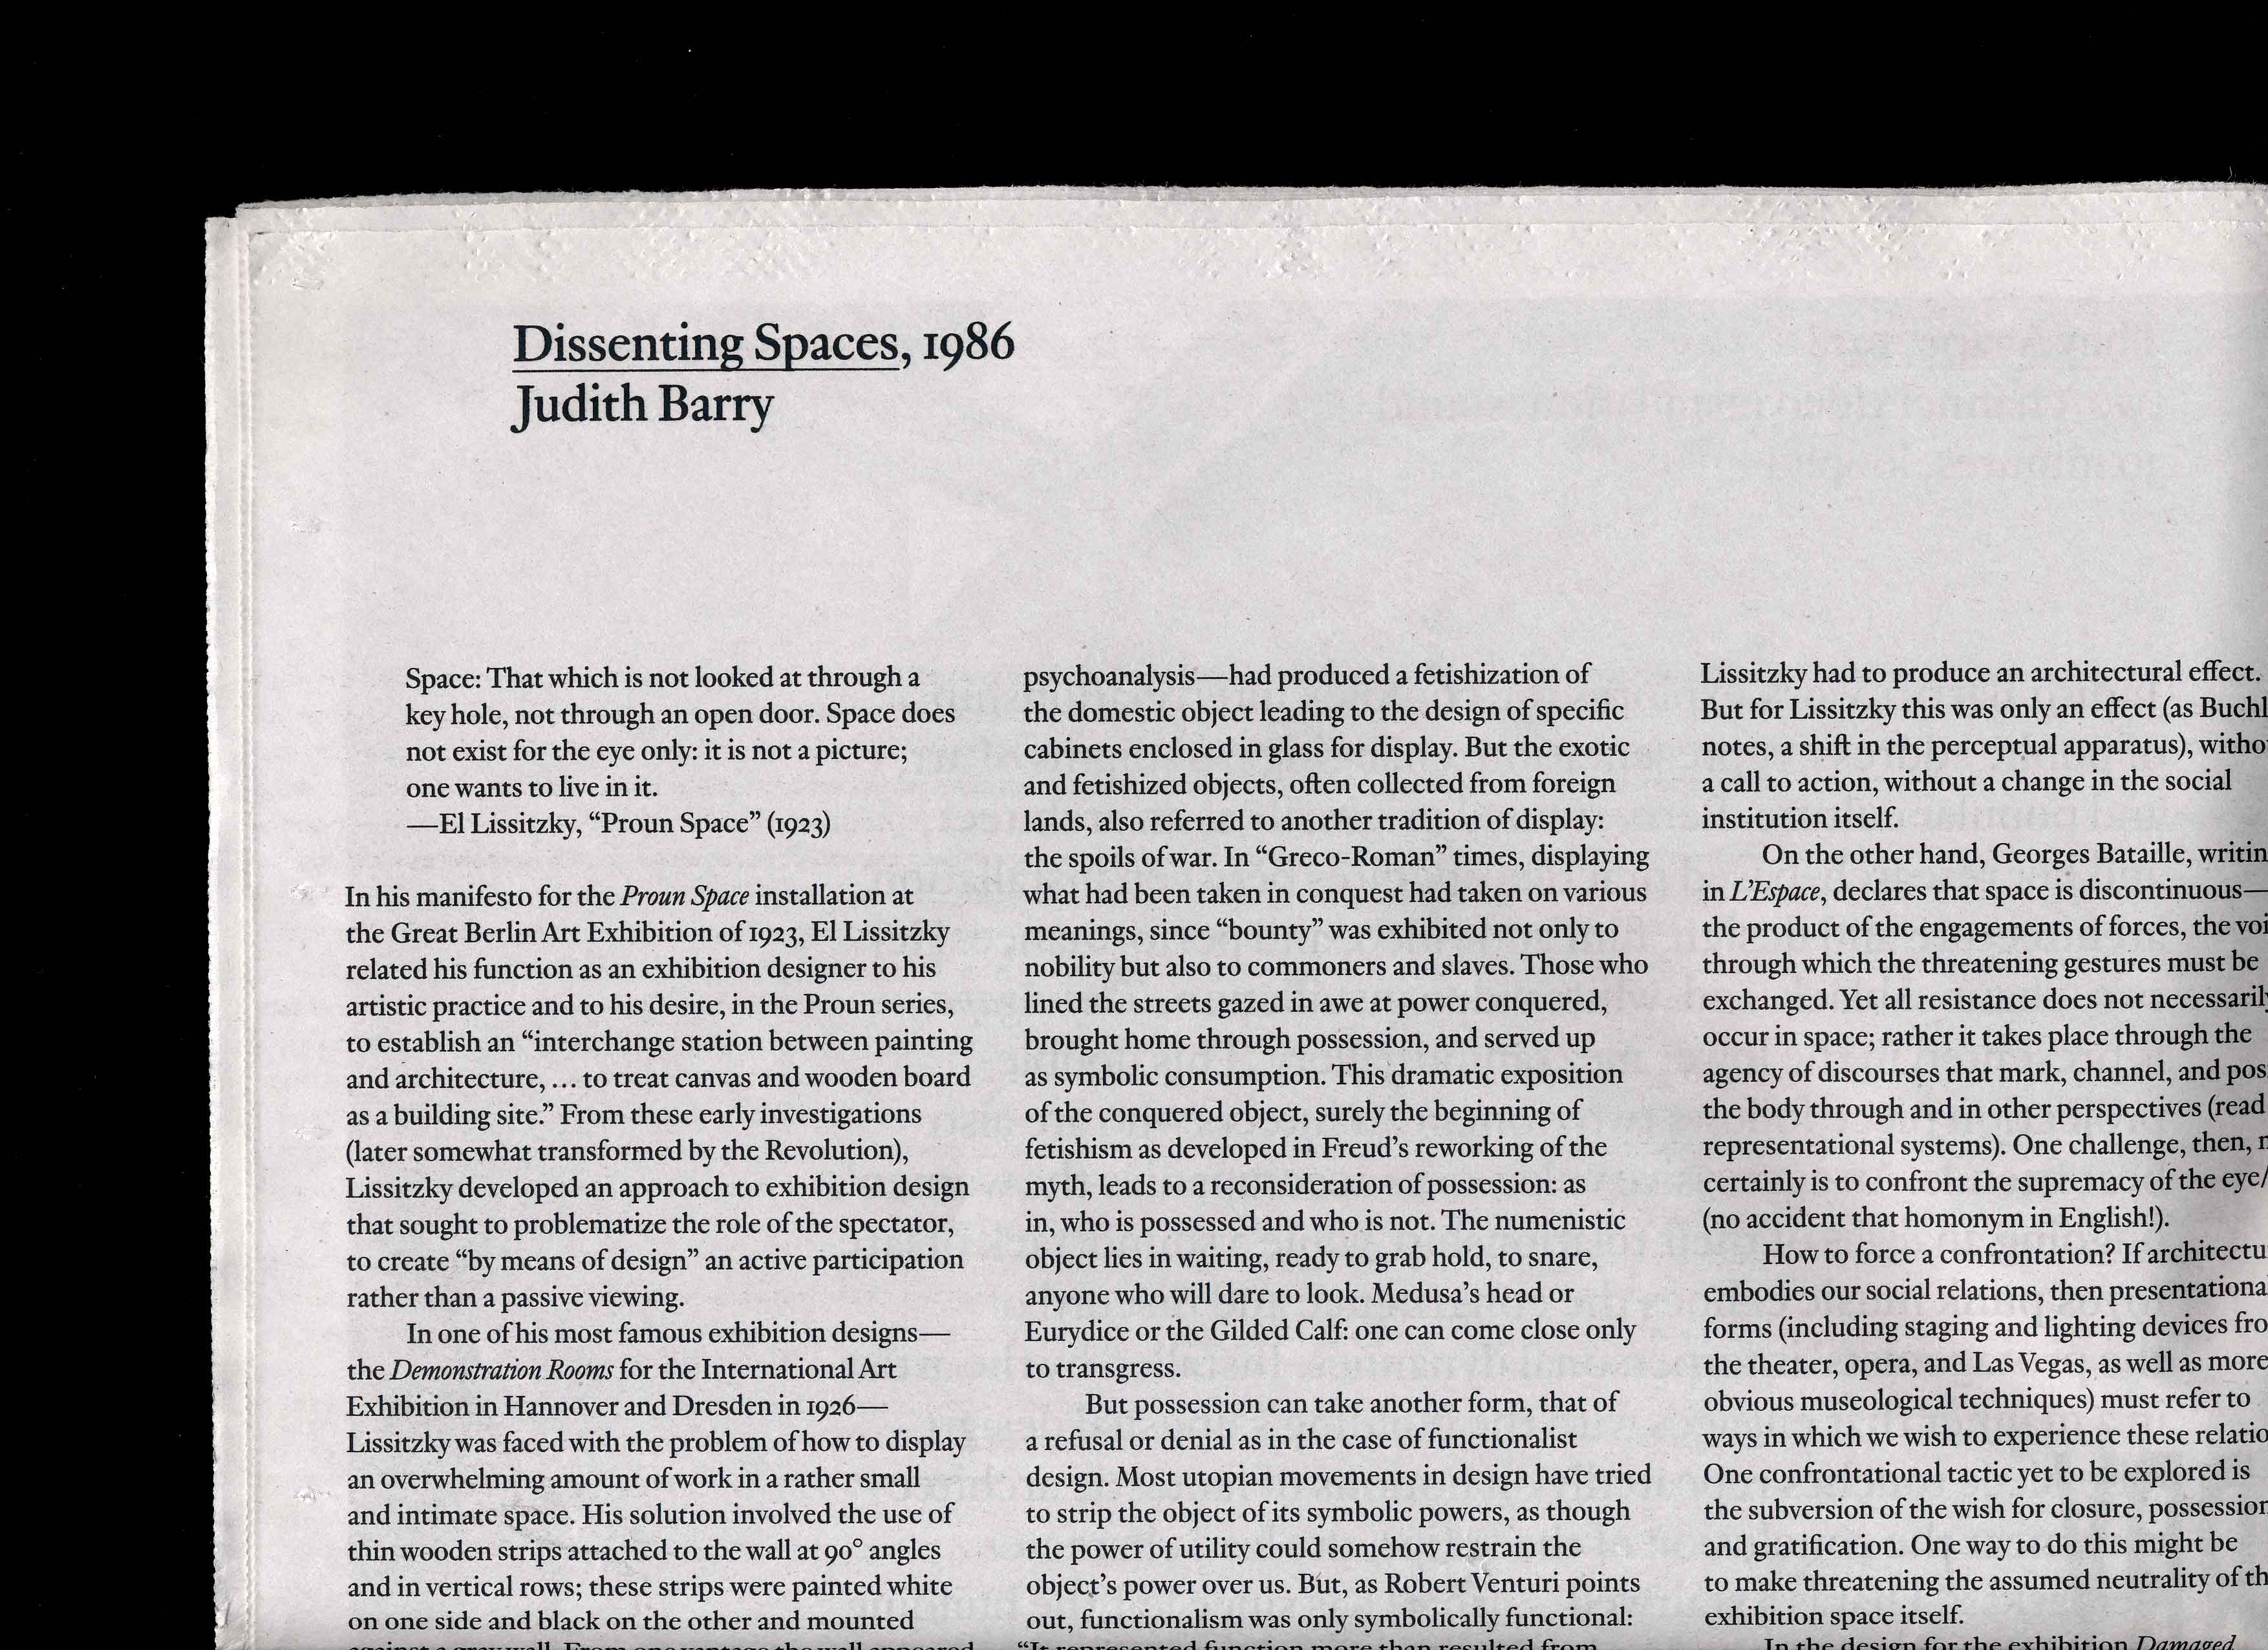 Dissenting Spaces, 1986
Judith Barry
Space: That which is not looked at through a
key hole, not through an open door. Space does
not exist for the eye only: it is not a picture;
one wants to live in it.
—El Lissitzky, “Proun Space” (1923)
In his manifesto for the Proun Space installation at
the Great Berlin Art Exhibition of 1923, El Lissitzky
related his function as an exhibition designer to his
artistic practice and to his desire, in the Proun series,
to establish an “interchange station between painting
and architecture, ... to treat canvas and wooden board
as a building site.” From these early investigations
(later somewhat transformed by the Revolution),
Lissitzky developed an approach to exhibition design
that sought to problematize the role of the spectator,
to create “by means of design” an active participation
rather than a passive viewing.
In one of his most famous exhibition designs—
the Demonstration Rooms for the International Art
Exhibition in Hannover and Dresden in 1926—
Lissitzky was faced with the problem of how to display
an overwhelming amount of work in a rather small
and intimate space. His solution involved the use of
thin wooden strips attached to the wall at 90° angles
and in vertical rows; these strips were painted white
on one side and black on the other and mounted
psychoanalysis—had produced a fetishization of
the domestic object leading to the design of specific
cabinets enclosed in glass for display. But the exotic
and fetishized objects, often collected from foreign
lands, also referred to another tradition of display:
the spoils of war. In “Greco-Roman” times, displaying
what had been taken in conquest had taken on various
meanings, since “bounty” was exhibited not only to
nobility but also to commoners and slaves. Those who
lined the streets gazed in awe at power conquered,
brought home through possession, and served up
as symbolic consumption. This dramatic exposition
of the conquered object, surely the beginning of
fetishism as developed in Freud’s reworking of the
myth, leads to a reconsideration of possession: as
in, who is possessed and who is not. The numenistic
object lies in waiting, ready to grab hold, to snare,
anyone who will dare to look. Medusa’s head or
Eurydice or the Gilded Calf: one can come close only
to transgress.
But possession can take another form, that of
a refusal or denial as in the case of functionalist
design. Most utopian movements in design have tried
to strip the object of its symbolic powers, as though
the power of utility could somehow restrain the
object’s power over us. But, as Robert Venturi points
out, functionalism was only symbolically functional:
“It represented function more than resulted from
Lissitzky had to produce an architectural effect.
But for Lissitzky this was only an effect (as Buchl
notes, a shift in the perceptual apparatus), witho
a call to action, without a change in the social
institution itself.
On the other hand, Georges Bataille, writin
in L’Espace, declares that space is discontinuous—
the product of the engagements of forces, the voi
through which the threatening gestures must be
exchanged. Yet all resistance does not necessaril
occur in space; rather it takes place through the
agency of discourses that mark, channel, and pos
the body through and in other perspectives (read
representational systems). One challenge, then,
certainly is to confront the supremacy of the eye/
(no accident that homonym in English!).
How to force a confrontation? If architectu
embodies our social relations, then presentationa
forms (including staging and lighting devices fro
the theater, opera, and Las Vegas, as well as more
obvious museological techniques) must refer to
ways in which we wish to experience these relatio
One confrontational tactic yet to be explored is
the subversion of the wish for closure, possession
and gratification. One way to do this might be
to make threatening the assumed neutrality of th
exhibition space itself.
In the design for the exhibition Damaged